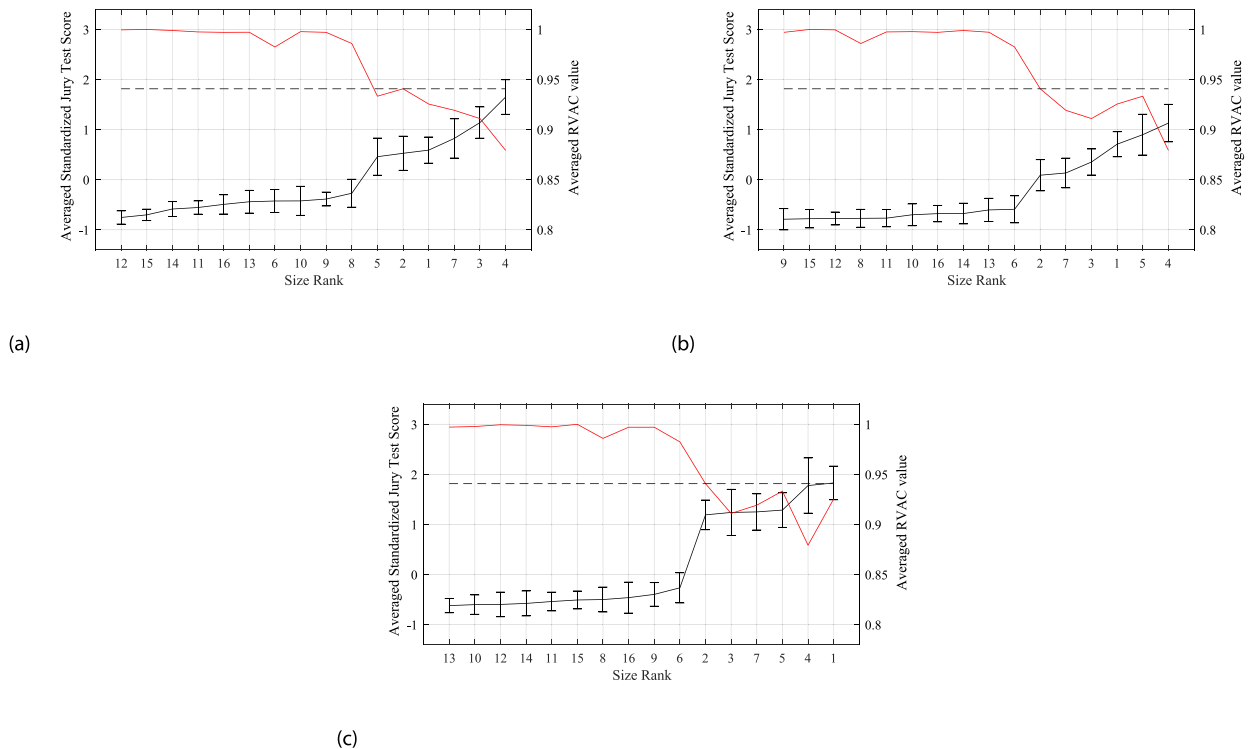 3
2
1
0
-1
Averaged Standardized Jury Test Score
1
0.95
0.9
0.85
0.8
Averaged RVAC value
12 15 14 11 16 13 6 10 9 8 5 2 1 7 3 4
Size Rank
(a)
3
2
1
0
-1
Averaged Standardized Jury Test Score
1
0.95
0.9
0.85
0.8
Averaged RVAC value
9 15 12 8 11 10 16 14 13 6 2 7 3 1 5 4
Size Rank
(b)
3
2
1
0
-1
Averaged Standardized Jury Test Score
1
0.95
0.9
0.85
0.8
Averaged RVAC value
13 10 12 14 11 15 8 16 9 6 2 3 7 5 4 1
Size Rank
(c)